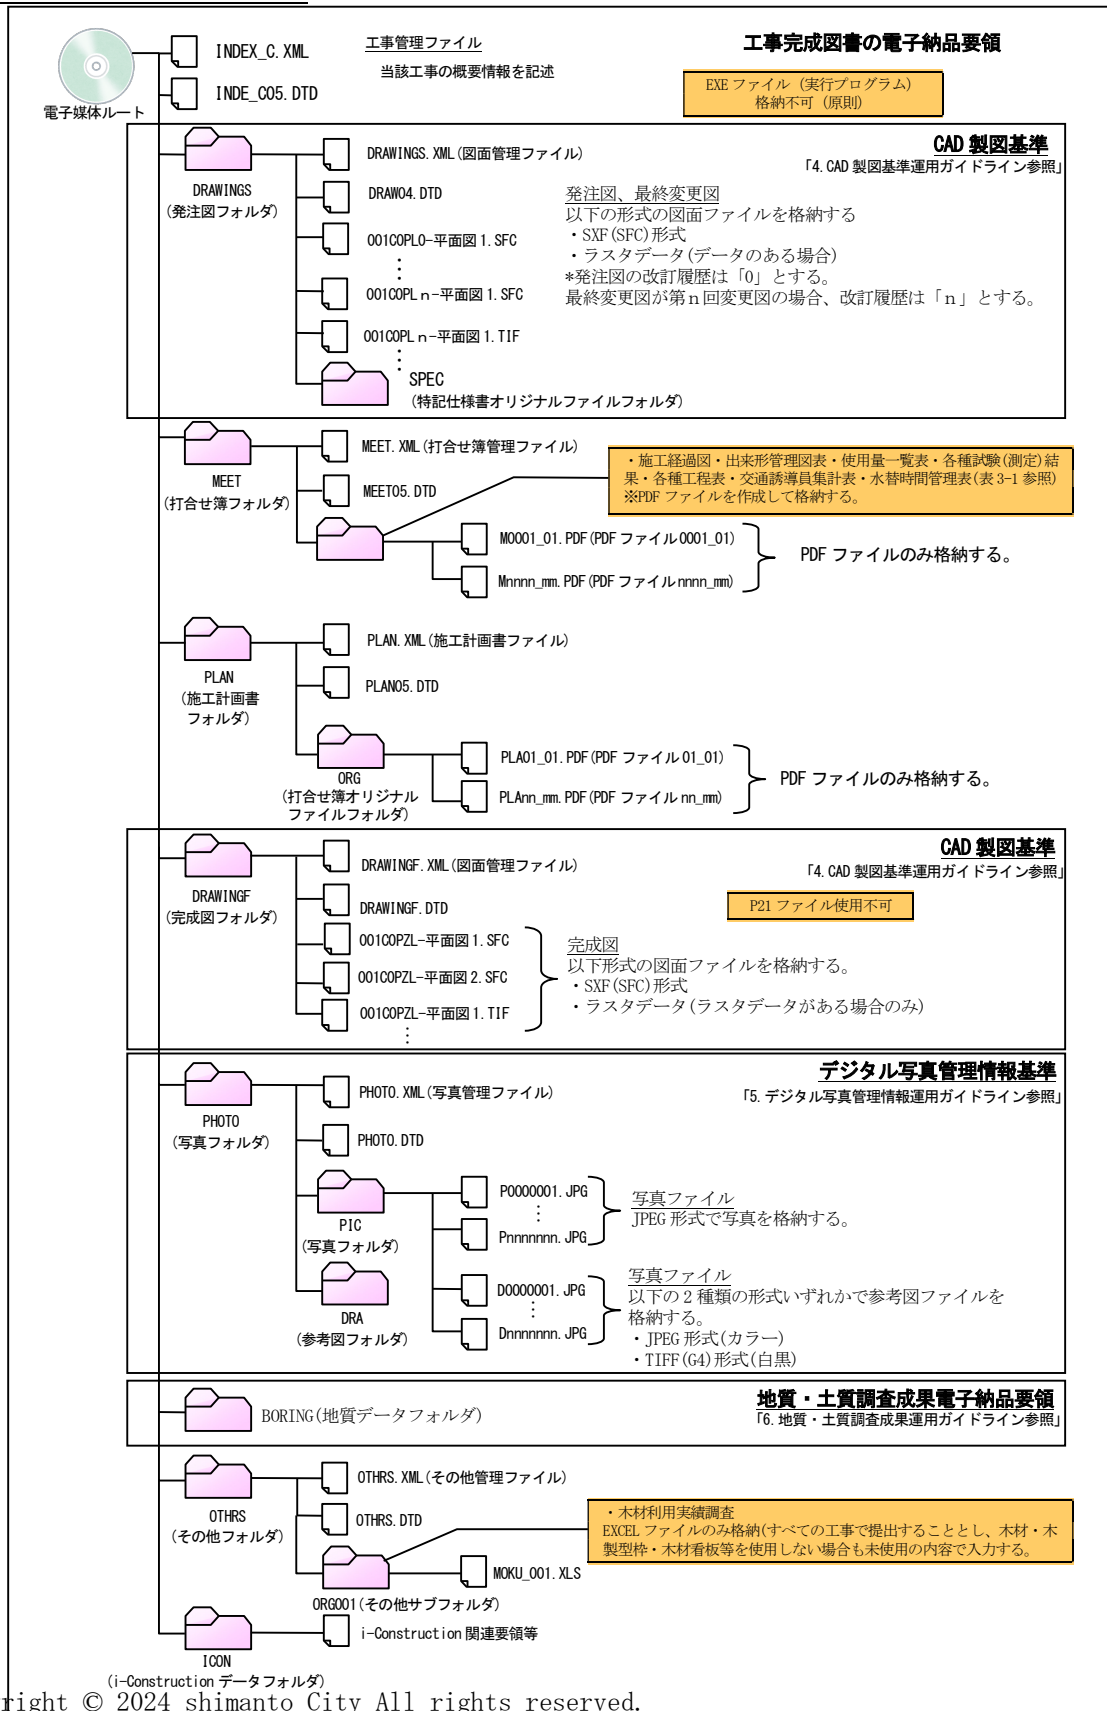 INDEX_C.XML
INDE_C05.DTD
電子媒体ルート
工事管理ファイル
当該工事の概要情報を記述
工事完成図書の電子納品要領
EXE ファイル（実行プログラム）
格納不可（原則）
CAD 製図基準
「4.CAD 製図基準運用ガイドライン参照」
DRAWINGS
(発注図フォルダ)
DRAWINGS.XML(図面管理ファイル)
DRAW04.DTD
001C0PL0-平面図1.SFC
001C0PLｎ-平面図1.SFC
001C0PLｎ-平面図1.TIF
SPEC
(特記仕様書オリジナルファイルフォルダ)
発注図、最終変更図
以下の形式の図面ファイルを格納する
・SXF(SFC)形式
・ラスタデータ(データのある場合)
*発注図の改訂履歴は「0」とする。
最終変更図が第ｎ回変更図の場合、改訂履歴は「ｎ」とする。
MEET
(打合せ簿フォルダ)
MEET.XML(打合せ簿管理ファイル)
MEET05.DTD
・施工経過図・出来形管理図表・使用量一覧表・各種試験(測定)結
果・各種工程表・交通誘導員集計表・水替時間管理表(表3-1 参照)
※PDF ファイルを作成して格納する。
M0001_01.PDF(PDF ファイル0001_01)
Mnnnn_mm.PDF(PDF ファイルnnnn_mm)
PDF ファイルのみ格納する。
PLAN
(施工計画書
フォルダ)
PLAN.XML(施工計画書ファイル)
PLAN05.DTD
ORG
(打合せ簿オリジナル
ファイルフォルダ)
PLA01_01.PDF(PDF ファイル01_01)
PLAnn_mm.PDF(PDF ファイルnn_mm)
PDF ファイルのみ格納する。
CAD 製図基準
「4.CAD 製図基準運用ガイドライン参照」
P21 ファイル使用不可
DRAWINGF
(完成図フォルダ)
DRAWINGF.XML(図面管理ファイル)
DRAWINGF.DTD
001C0PZL-平面図1.SFC
001C0PZL-平面図2.SFC
001C0PZL-平面図1.TIF
完成図
以下形式の図面ファイルを格納する。
・SXF(SFC)形式
・ラスタデータ(ラスタデータがある場合のみ)
デジタル写真管理情報基準
「5.デジタル写真管理情報運用ガイドライン参照」
PHOTO
(写真フォルダ)
PHOTO.XML(写真管理ファイル)
PHOTO.DTD
PIC
(写真フォルダ)
P0000001.JPG
Pnnnnnnn.JPG
写真ファイル
JPEG 形式で写真を格納する。
DRA
(参考図フォルダ)
D0000001.JPG
Dnnnnnnn.JPG
写真ファイル
以下の2 種類の形式いずれかで参考図ファイルを
格納する。
・JPEG 形式(カラー)
・TIFF(G4)形式(白黒)
地質・土質調査成果電子納品要領
「6.地質・土質調査成果運用ガイドライン参照」
BORING(地質データフォルダ)
OTHRS
(その他フォルダ)
OTHRS.XML(その他管理ファイル)
OTHRS.DTD
・木材利用実績調査
EXCEL ファイルのみ格納(すべての工事で提出することとし、木材・木
製型枠・木材看板等を使用しない場合も未使用の内容で入力する。
MOKU_001.XLS
ORG001(その他サブフォルダ)
ICON
(i-Construction データフォルダ)
i-Construction 関連要領等
right © 2024 shimanto City All rights reserved.